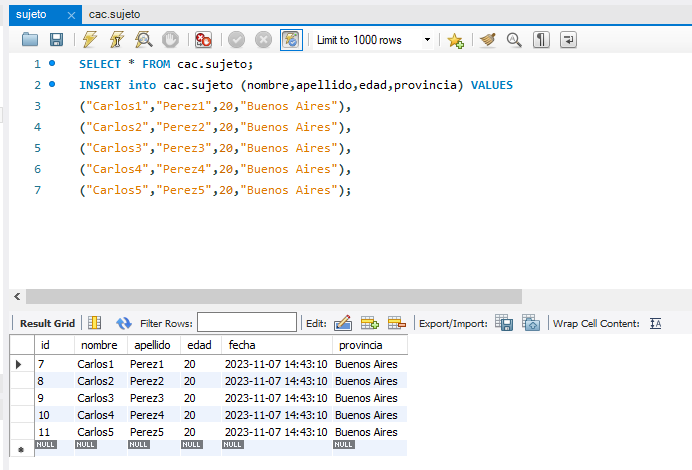 sujeto cac.sujeto
Limit to 1000 rows
1 SELECT * FROM cac.sujeto;
2 INSERT into cac.sujeto (nombre,apellido,edad,provincia) VALUES
3 ("Carlos1","Perez1",20,"Buenos Aires"),
4 ("Carlos2","Perez2",20,"Buenos Aires"),
5 ("Carlos3","Perez3",20,"Buenos Aires"),
6 ("Carlos4","Perez4",20,"Buenos Aires"),
7 ("Carlos5","Perez5",20,"Buenos Aires");
Result Grid Filter Rows: Edit: Export/Import: Wrap Cell Content: IA
id nombre apellido edad fecha provincia
7 Carlos1 Perez1 20 2023-11-07 14:43:10 Buenos Aires
8 Carlos2 Perez2 20 2023-11-07 14:43:10 Buenos Aires
9 Carlos3 Perez3 20 2023-11-07 14:43:10 Buenos Aires
10 Carlos4 Perez4 20 2023-11-07 14:43:10 Buenos Aires
11 Carlos5 Perez5 20 2023-11-07 14:43:10 Buenos Aires
NULL NULL NULL NULL NULL NULL